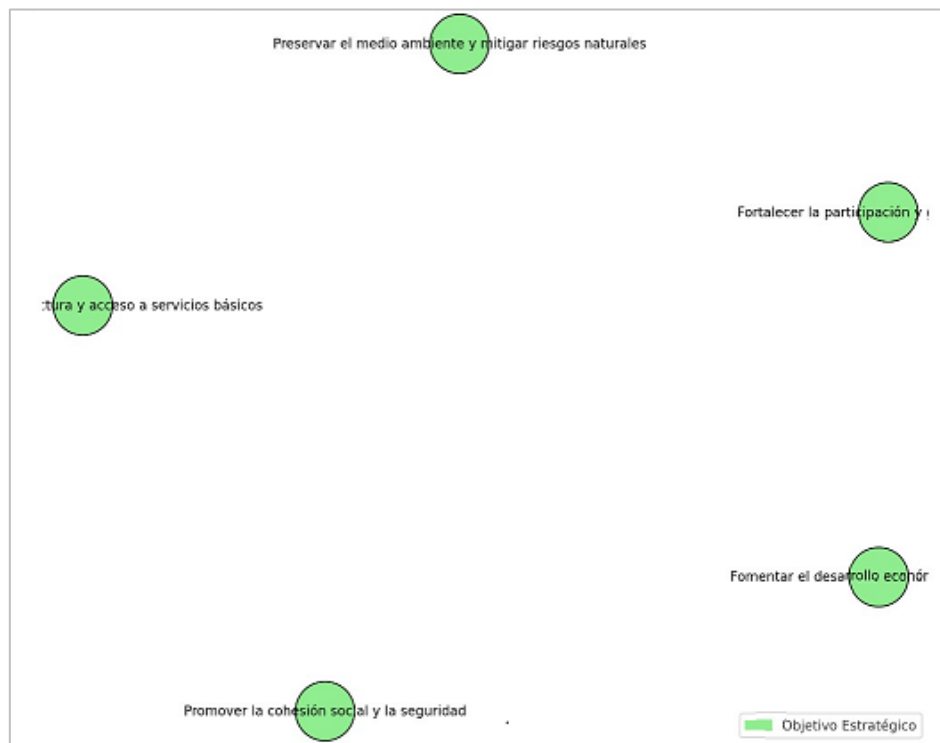 Preservar el medio ambiente y mitigar riesgos naturales
Fortalecer la participación y
tura y acceso a servicios básicos
Fomentar el desarrollo econór
Promover la cohesión social y la seguridad
Objetivo Estratégico